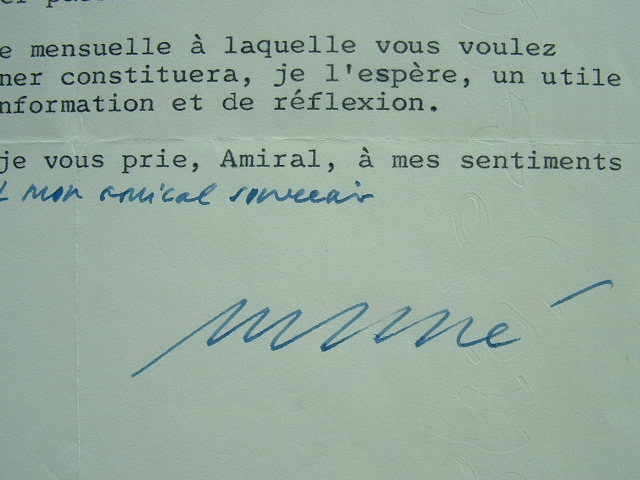 e mensuelle à laquelle vous voulez
ner constituera, je l'espère, un utile
nformation et de réflexion.
je vous prie, Amiral, à mes sentiments
mon amical souvenir